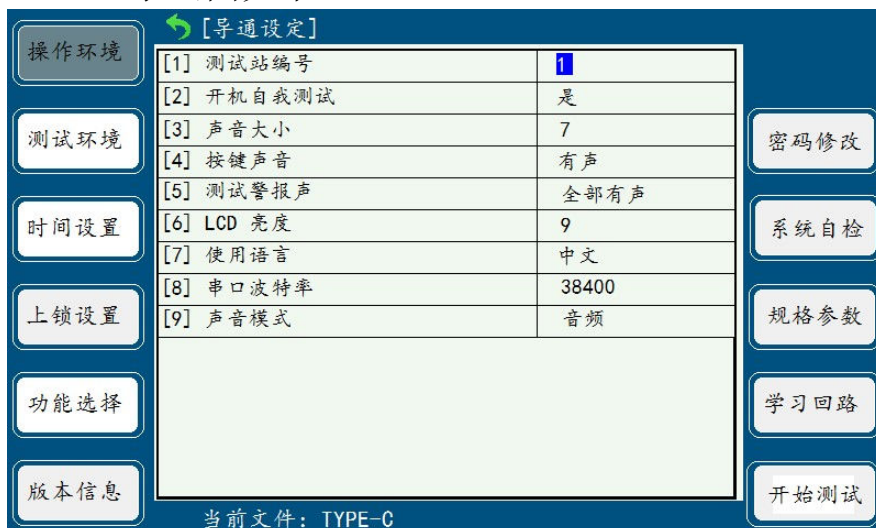 [导通设定]
操作环境
测试环境
时间设置
上锁设置
功能选择
版本信息
[1] 测试站编号 1
[2] 开机自我测试 是
[3] 声音大小 7
[4] 按键声音 有声
[5] 测试警报声 全部有声
[6] LCD 亮度 9
[7] 使用语言 中文
[8] 串口波特率 38400
[9] 声音模式 音频
密码修改
系统自检
规格参数
学习回路
开始测试
当前文件: TYPE-C